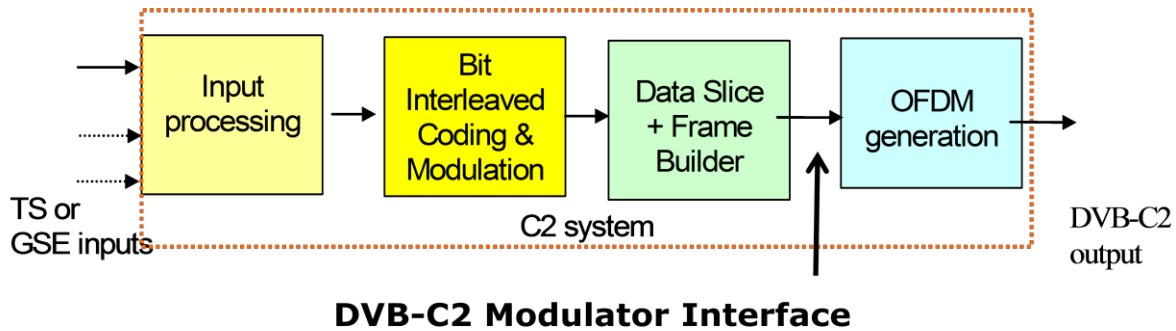 Input
processing
Bit
Interleaved
Coding &
Modulation
Data Slice
+ Frame
Builder
OFDM
generation
TS or
GSE inputs
C2 system
DVB-C2
output
DVB-C2 Modulator Interface